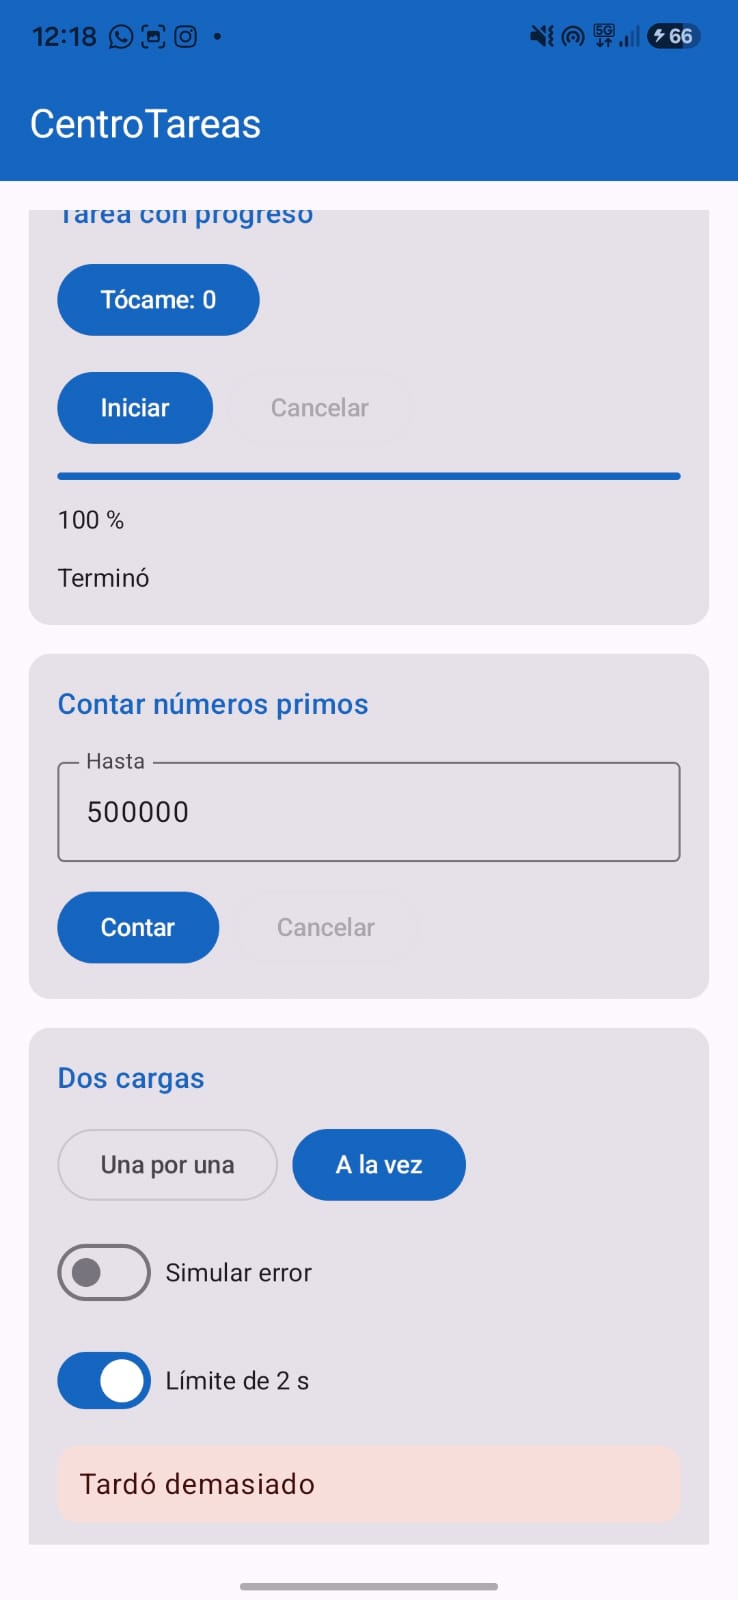 12:18
5G
66
CentroTareas
Tarea con progreso
Tócame: 0
Iniciar
Cancelar
100 %
Terminó
Contar números primos
Hasta
500000
Contar
Cancelar
Dos cargas
Una por una
A la vez
Simular error
Límite de 2 s
Tardó demasiado